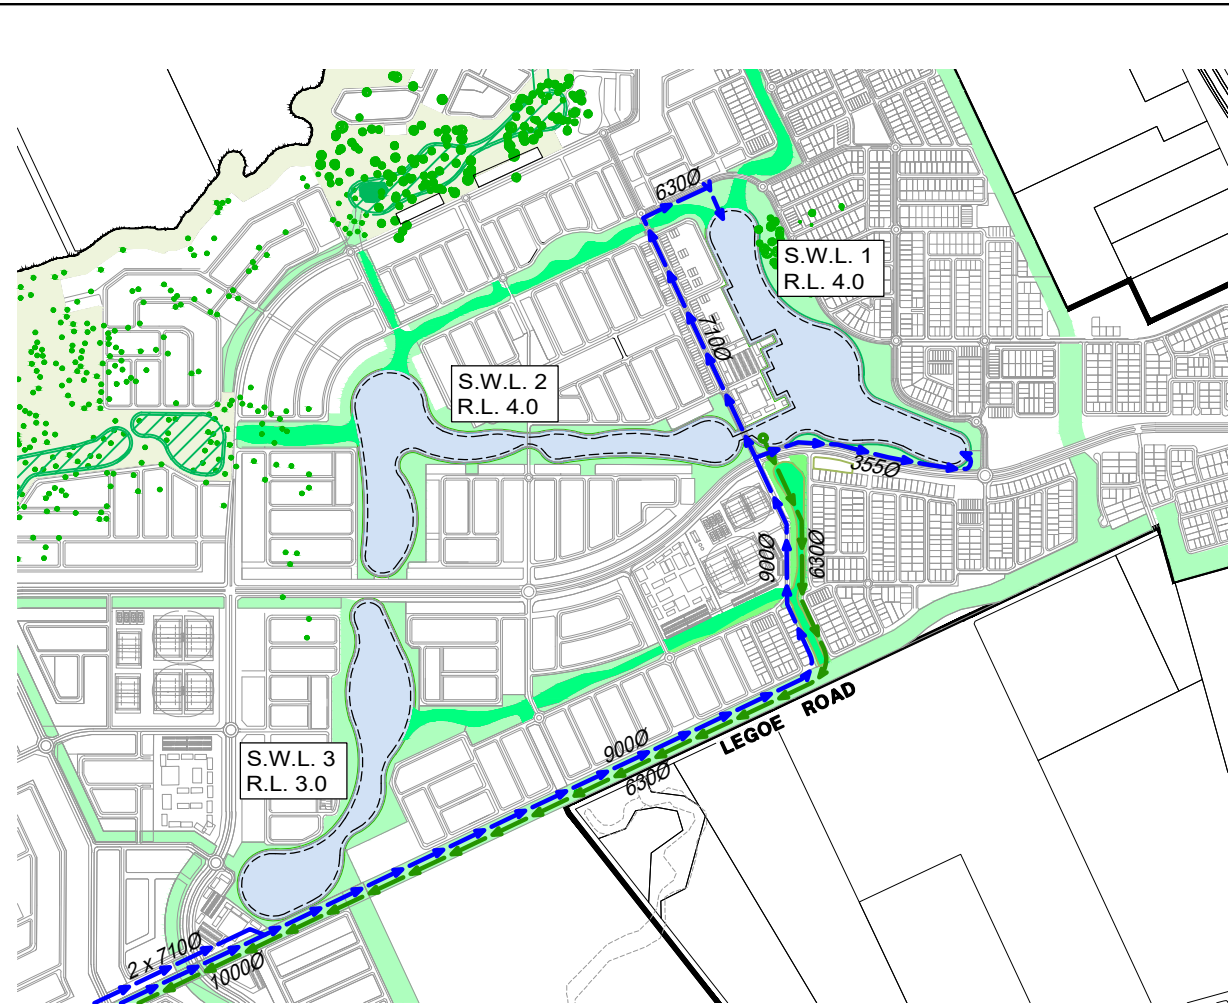 630Ø
S.W.L. 1
R.L. 4.0
710Ø
S.W.L. 2
R.L. 4.0
355Ø
900Ø
630Ø
LEGOE ROAD
900Ø
630Ø
S.W.L. 3
R.L. 3.0
2 x 710Ø
1000Ø